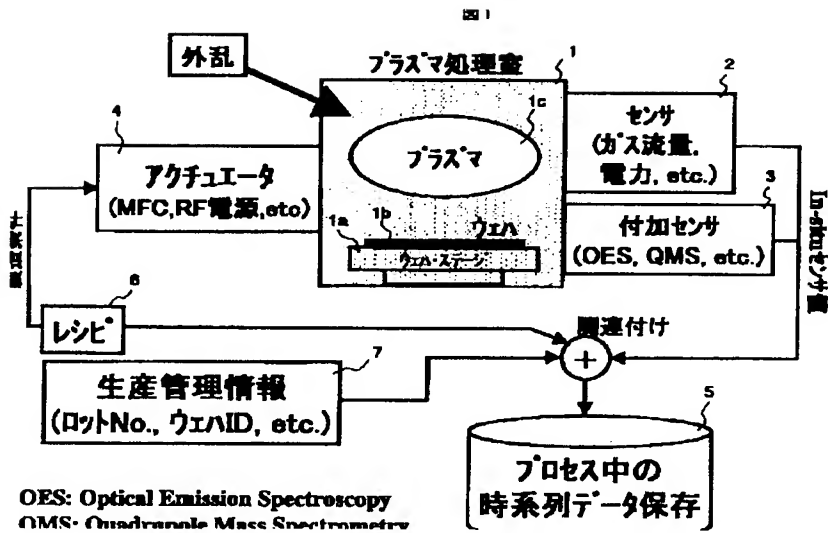 図1
外乱
プラズマ処理室
1
2
4
1c
プラズマ
センサ
(ガス流量,
電力, etc.)
アクチュエータ
(MFC,RF電源,etc)
3
付加センサ
(OES, QMS, etc.)
1a
1b
ウェハ
ウェハ・ステージ
In-situセンサ値
6
レシピ
関連付け
+
7
生産管理情報
(ロットNo., ウェハID, etc.)
5
プロセス中の
時系列データ保存
OES: Optical Emission Spectroscopy
QMS: Quadrupole Mass Spectrometry